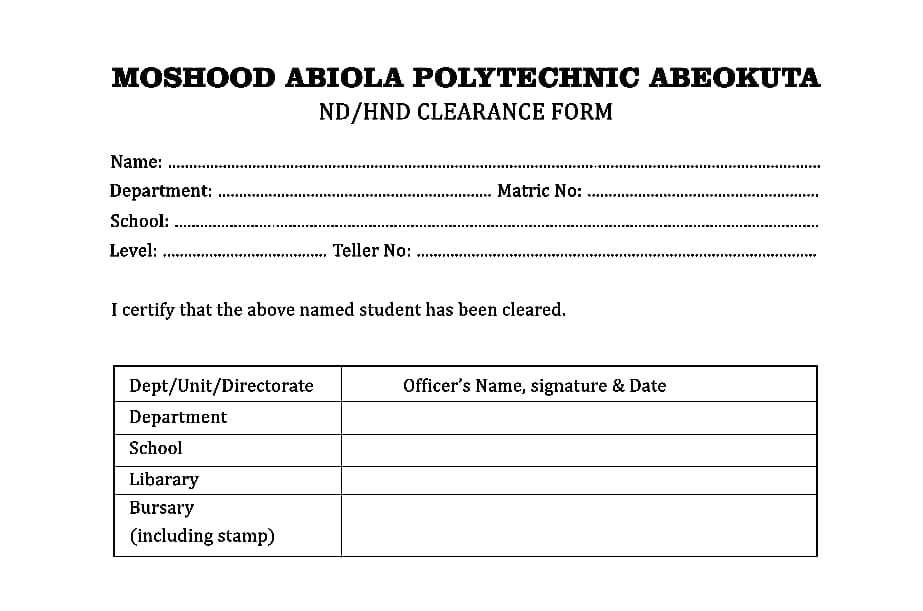 MOSHOOD ABIOLA POLYTECHNIC ABEOKUTA
ND/HND CLEARANCE FORM
Name: ........................................................................
Department: ........................................ Matric No: ........................................
School: ........................................................................
Level: ........................................ Teller No: ........................................
I certify that the above named student has been cleared.
Dept/Unit/Directorate Officer’s Name, signature & Date
Department
School
Libarary
Bursary
(including stamp)